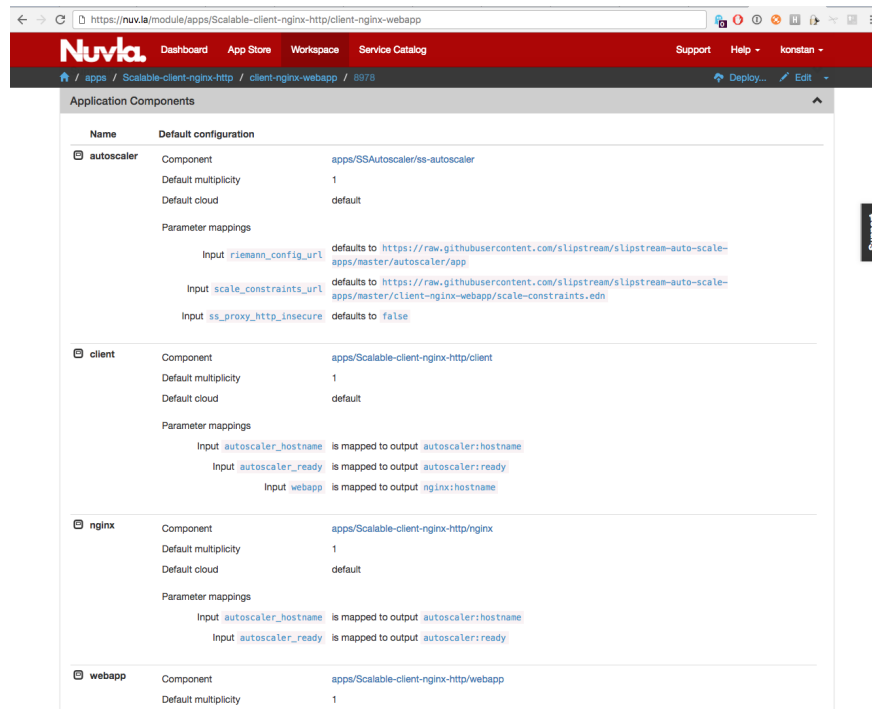 https://nuv.la/module/apps/Scalable-client-nginx-http/client-nginx-webapp
Nuvla. Dashboard App Store Workspace Service Catalog Support Help konstan
/ apps / Scalable-client-nginx-http / client-nginx-webapp / 8978 Deploy... Edit
Application Components
Name Default configuration
autoscaler Component apps/SSAutoscaler/ss-autoscaler
Default multiplicity 1
Default cloud default
Parameter mappings
Input riemann_config_url defaults to https://raw.githubusercontent.com/slipstream/slipstream-auto-scale-
apps/master/autoscaler/app
Input scale_constraints_url defaults to https://raw.githubusercontent.com/slipstream/slipstream-auto-scale-
apps/master/client-nginx-webapp/scale-constraints.edn
Input ss_proxy_http_insecure defaults to false
client Component apps/Scalable-client-nginx-http/client
Default multiplicity 1
Default cloud default
Parameter mappings
Input autoscaler_hostname is mapped to output autoscaler:hostname
Input autoscaler_ready is mapped to output autoscaler:ready
Input webapp is mapped to output nginx:hostname
nginx Component apps/Scalable-client-nginx-http/nginx
Default multiplicity 1
Default cloud default
Parameter mappings
Input autoscaler_hostname is mapped to output autoscaler:hostname
Input autoscaler_ready is mapped to output autoscaler:ready
webapp Component apps/Scalable-client-nginx-http/webapp
Default multiplicity 1
Support